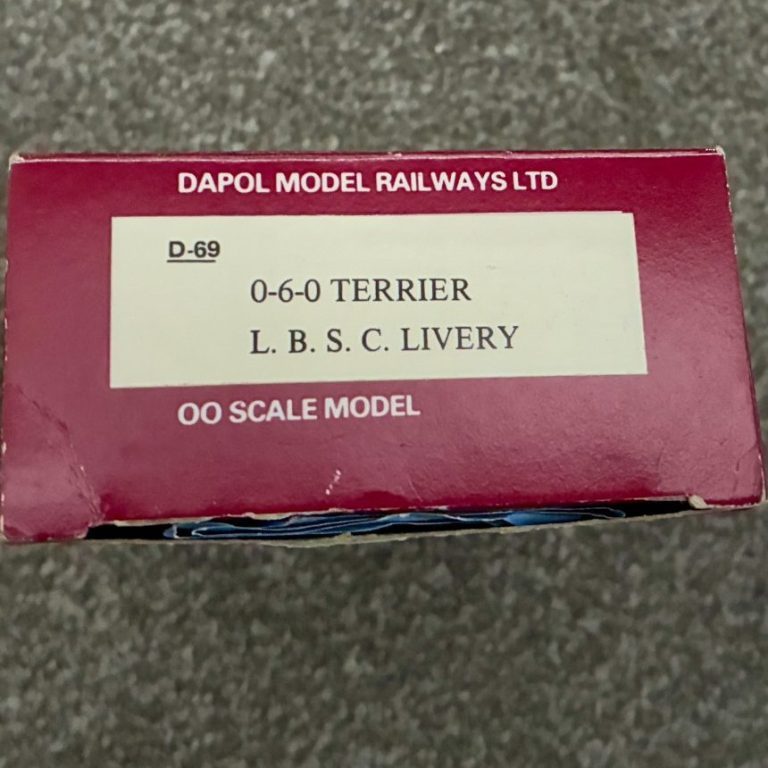 DAPOL MODEL RAILWAYS LTD
D-69
0-6-0 TERRIER
L. B. S. C. LIVERY
OO SCALE MODEL